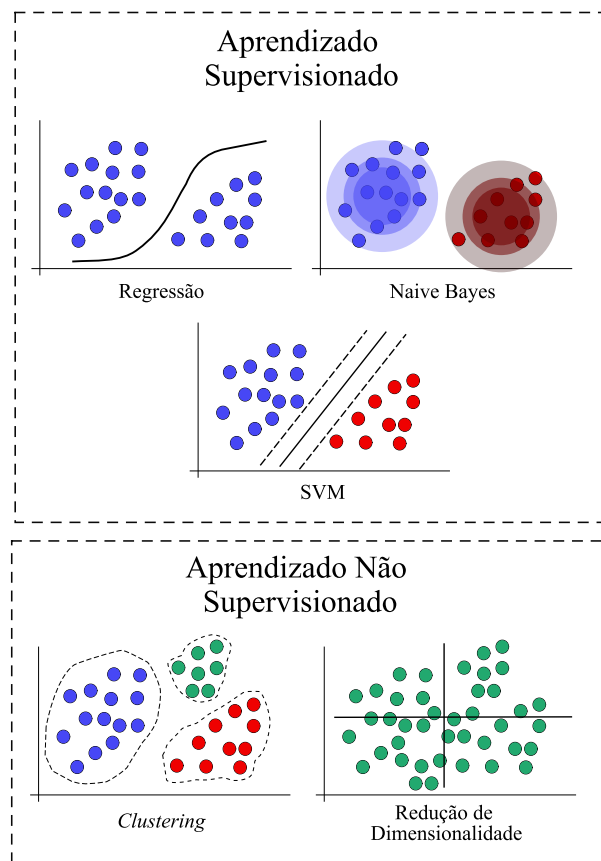 Aprendizado
Supervisionado
Regressão
Naive Bayes
SVM
Aprendizado Não
Supervisionado
Clustering
Redução de
Dimensionalidade